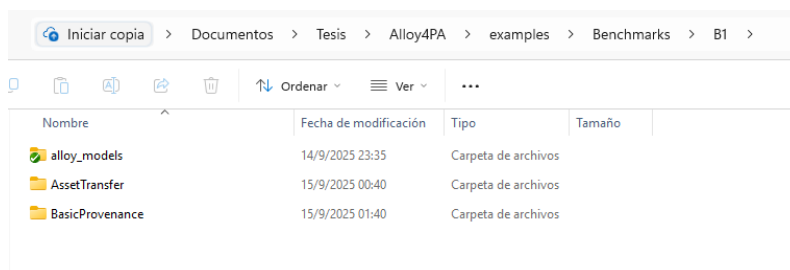 Iniciar copia > Documentos > Tesis > Alloy4PA > examples > Benchmarks > B1 >
A Ordenar Ver ...
Nombre Fecha de modificación Tipo Tamaño
alloy_models 14/9/2025 23:35 Carpeta de archivos
AssetTransfer 15/9/2025 00:40 Carpeta de archivos
BasicProvenance 15/9/2025 01:40 Carpeta de archivos